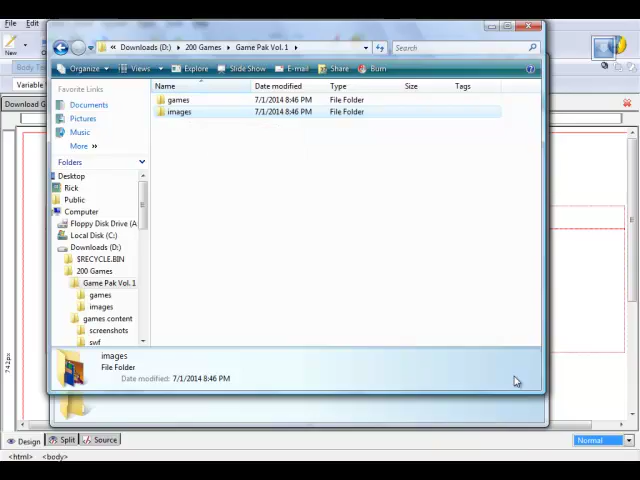 File
Edit
New
Body
Variable
Download G
Downloads (D:) ▸ 200 Games ▸ Game Pak Vol. 1 ▸
Search
Organize Views Explore Slide Show E-mail Share Burn
Favorite Links
Documents
Pictures
Music
More »
Folders
Name Date modified Type Size Tags
games 7/1/2014 8:46 PM File Folder
images 7/1/2014 8:46 PM File Folder
Desktop
Rick
Public
Computer
Floppy Disk Drive (A
Local Disk (C:)
Downloads (D:)
$RECYCLE.BIN
200 Games
Game Pak Vol. 1
games
images
games content
screenshots
swf
images
File Folder
Date modified: 7/1/2014 8:46 PM
742px
Design Split Source
Normal
<html> <body>